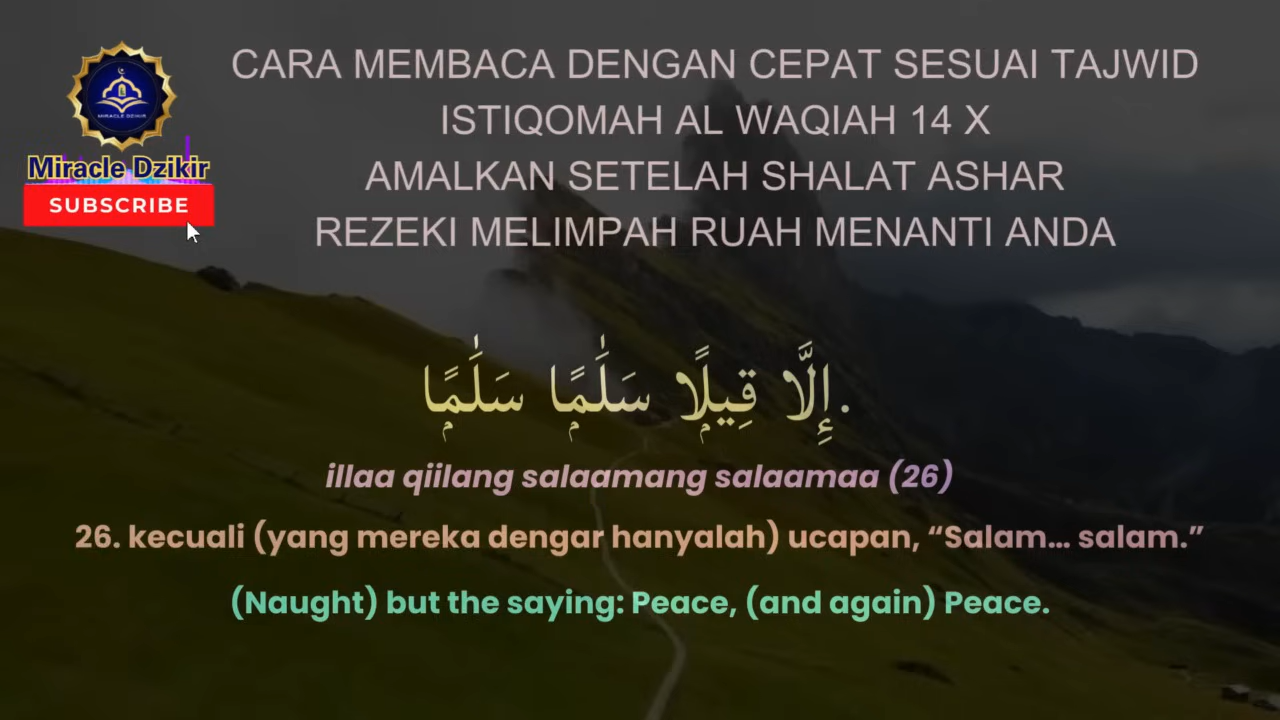 CARA MEMBACA DENGAN CEPAT SESUAI TAJWID
ISTIQOMAH AL WAQIAH 14 X
AMALKAN SETELAH SHALAT ASHAR
REZEKI MELIMPAH RUAH MENANTI ANDA
MIRACLE DZIKIR
Miracle Dzikir
SUBSCRIBE
إِلَّا قِيلًۭا سَلَٰمًۭا سَلَٰمًۭا.
illaa qiilang salaamang salaamaa (26)
26. kecuali (yang mereka dengar hanyalah) ucapan, “Salam... salam.”
(Naught) but the saying: Peace, (and again) Peace.